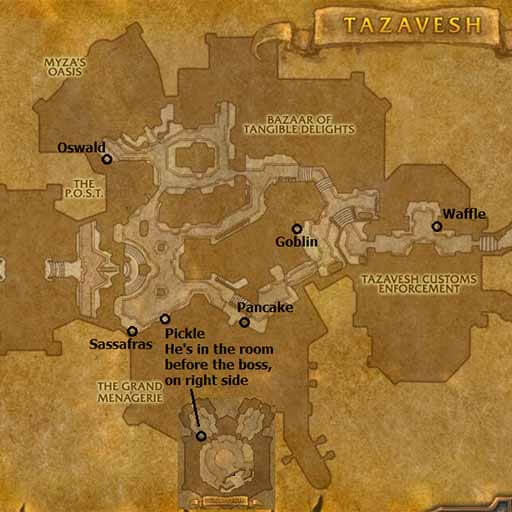 TAZAVESH
MYZA'S
OASIS
BAZAAR OF
TANGIBLE DELIGHTS
Oswald
THE
P.O.S.T.
Waffle
Goblin
TAZAVESH CUSTOMS
ENFORCEMENT
Pancake
Sassafras
Pickle
He's in the room
before the boss,
on right side
THE GRAND
MENAGERIE